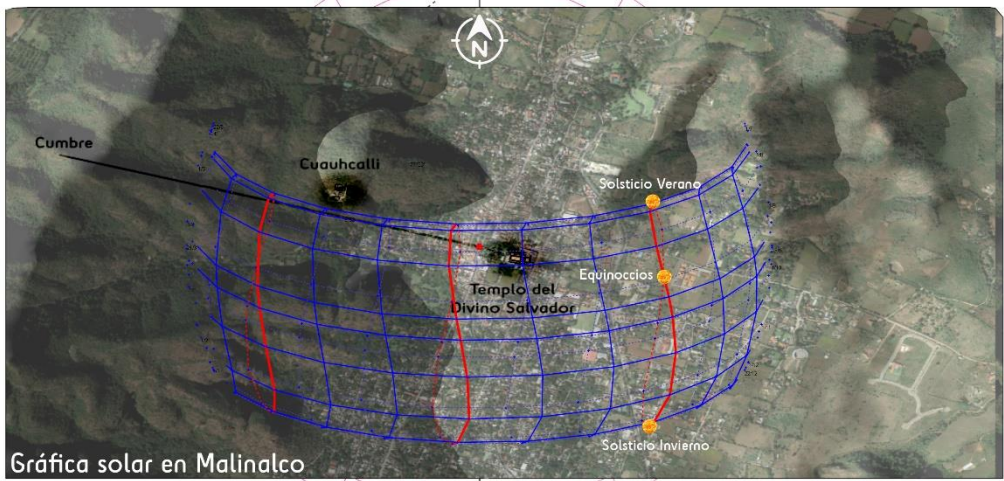 N
Cumbre
Cuauhcalli
Solsticio Verano
Equinoccios
Templo del
Divino Salvador
Solsticio Invierno
Gráfica solar en Malinalco